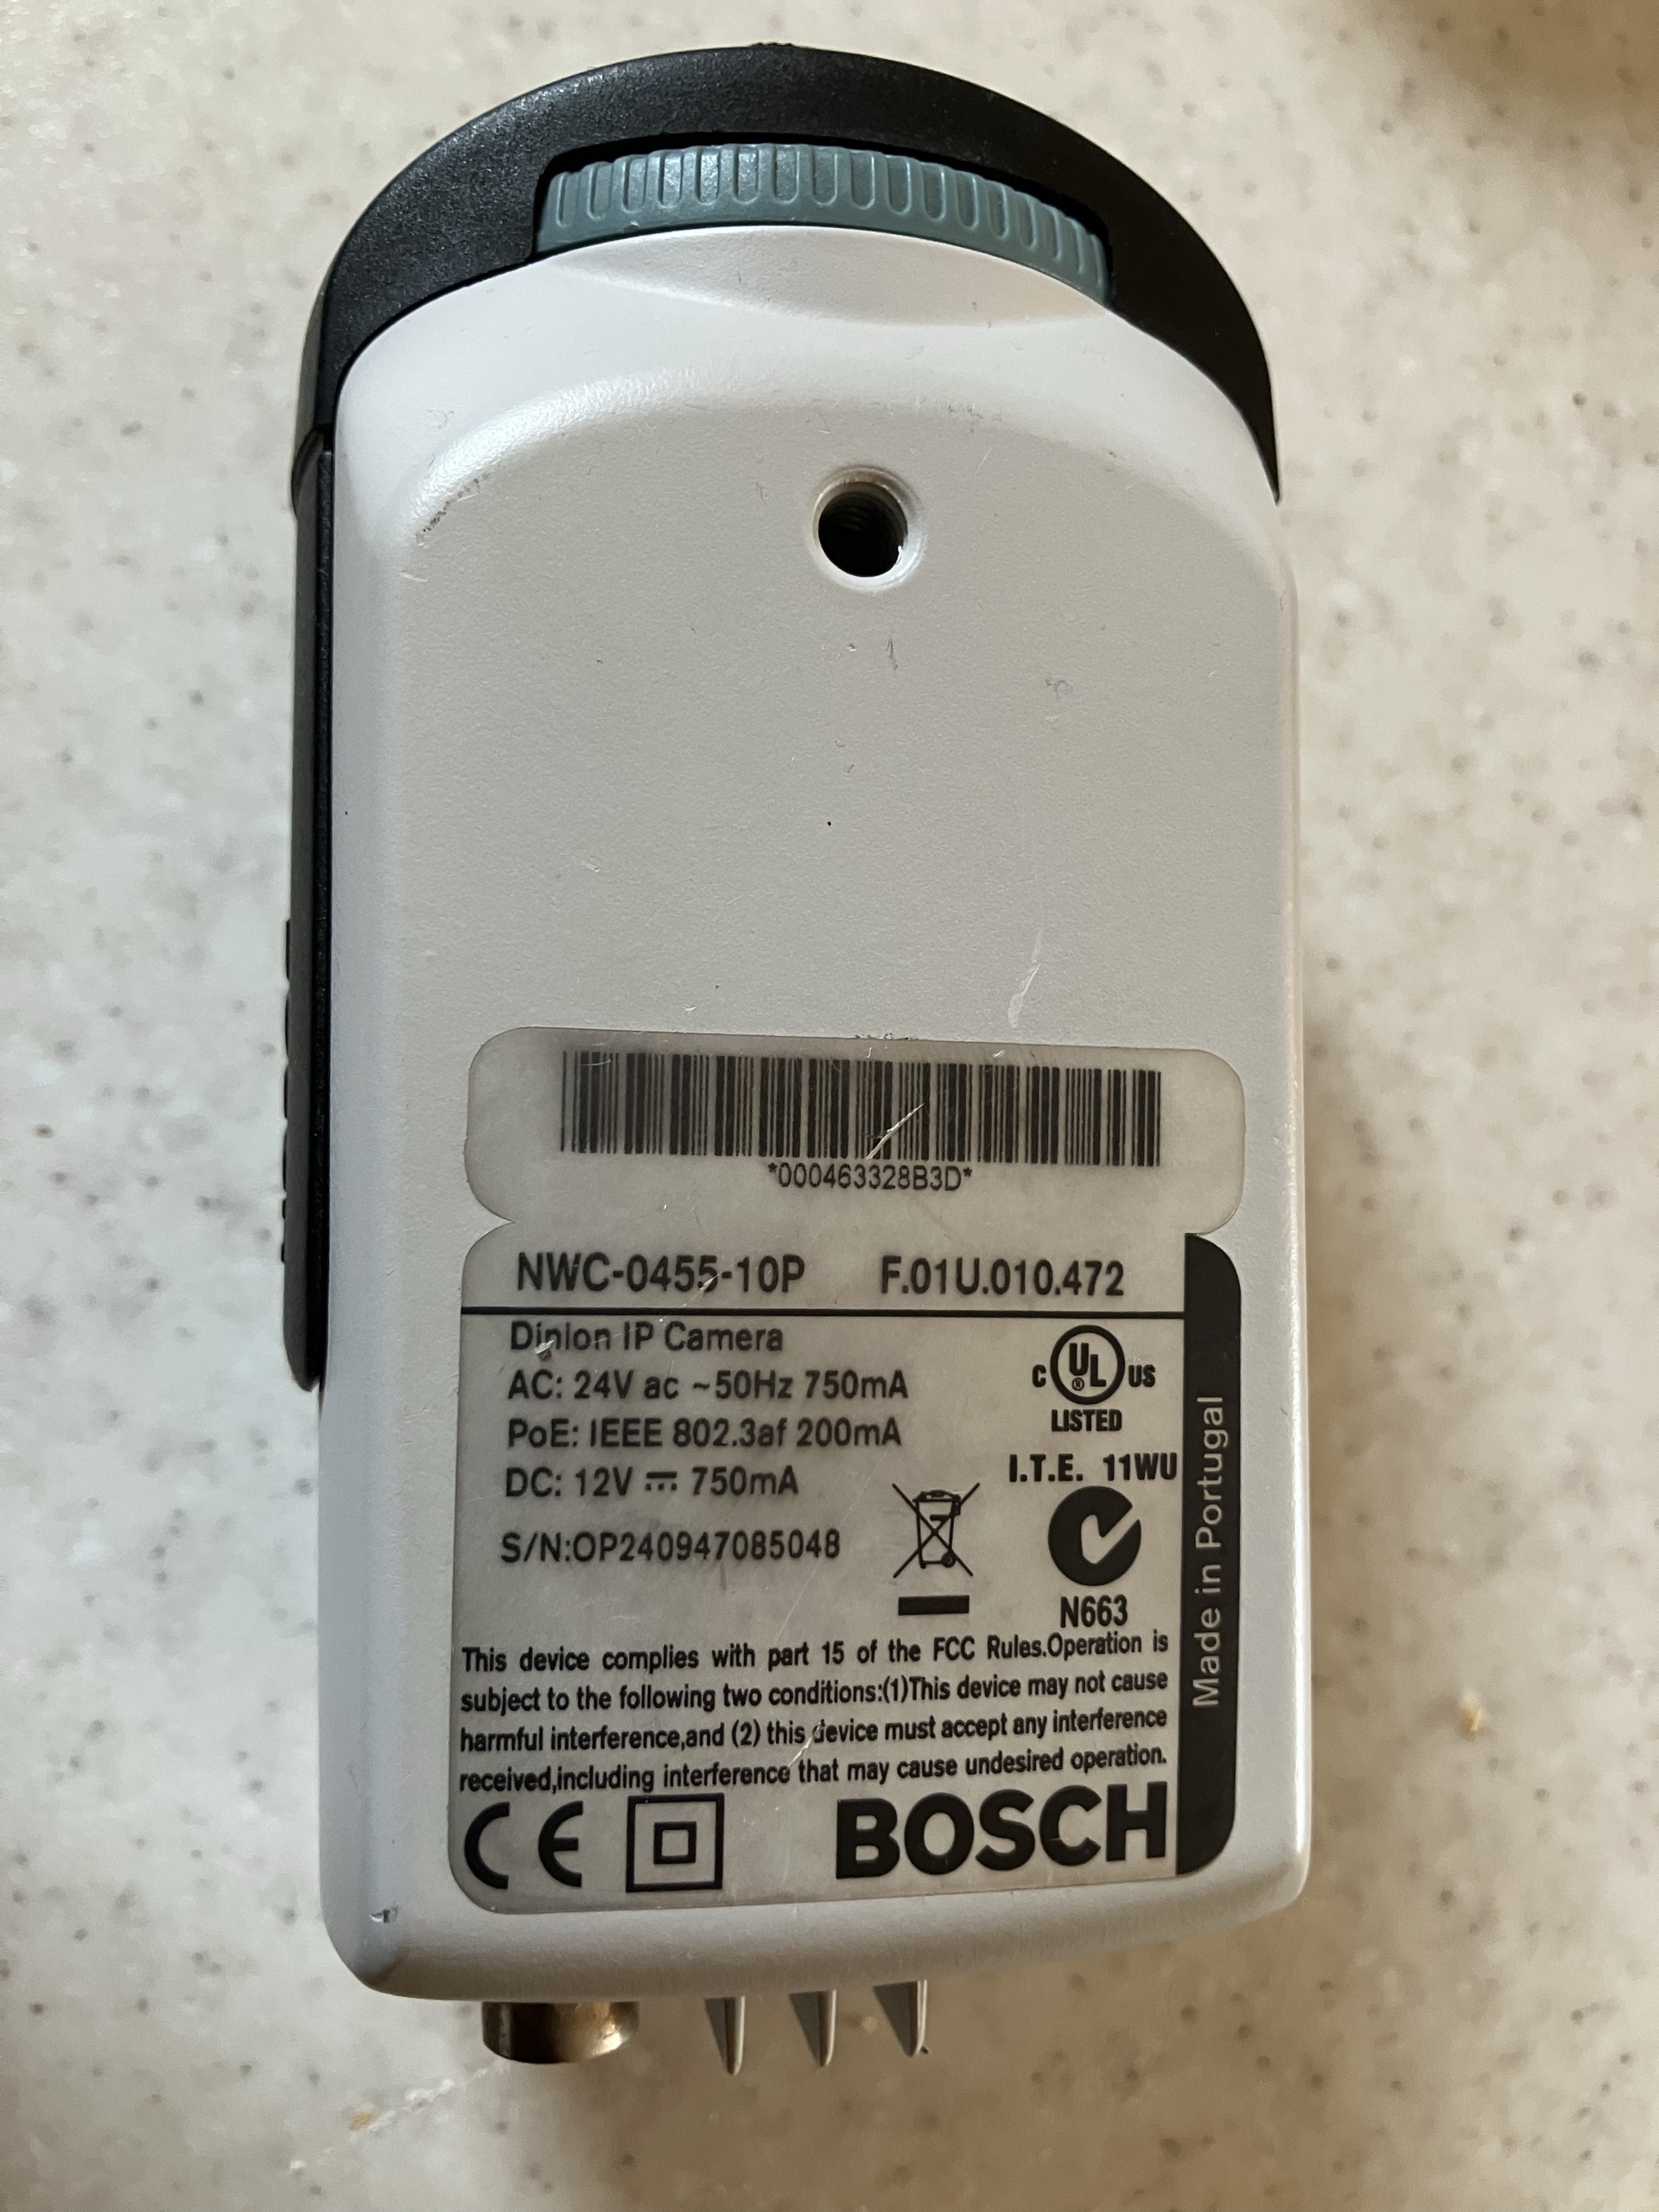 *000463328B3D*
NWC-0455-10P F.01U.010.472
Dinion IP Camera
AC: 24V ac ~50Hz 750mA
PoE: IEEE 802.3af 200mA
DC: 12V ⎓ 750mA
S/N:OP240947085048
C UL® US
LISTED
I.T.E. 11WU
N663
Made in Portugal
This device complies with part 15 of the FCC Rules.Operation is
subject to the following two conditions:(1)This device may not cause
harmful interference,and (2) this device must accept any interference
received,including interference that may cause undesired operation.
CE BOSCH